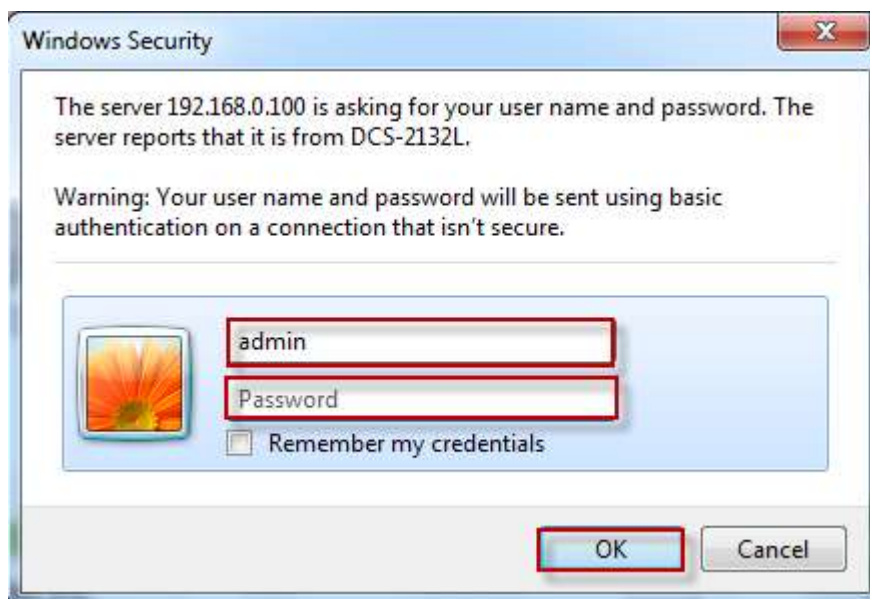 Windows Security
The server 192.168.0.100 is asking for your user name and password. The
server reports that it is from DCS-2132L.
Warning: Your user name and password will be sent using basic
authentication on a connection that isn't secure.
admin
Password
Remember my credentials
OK
Cancel